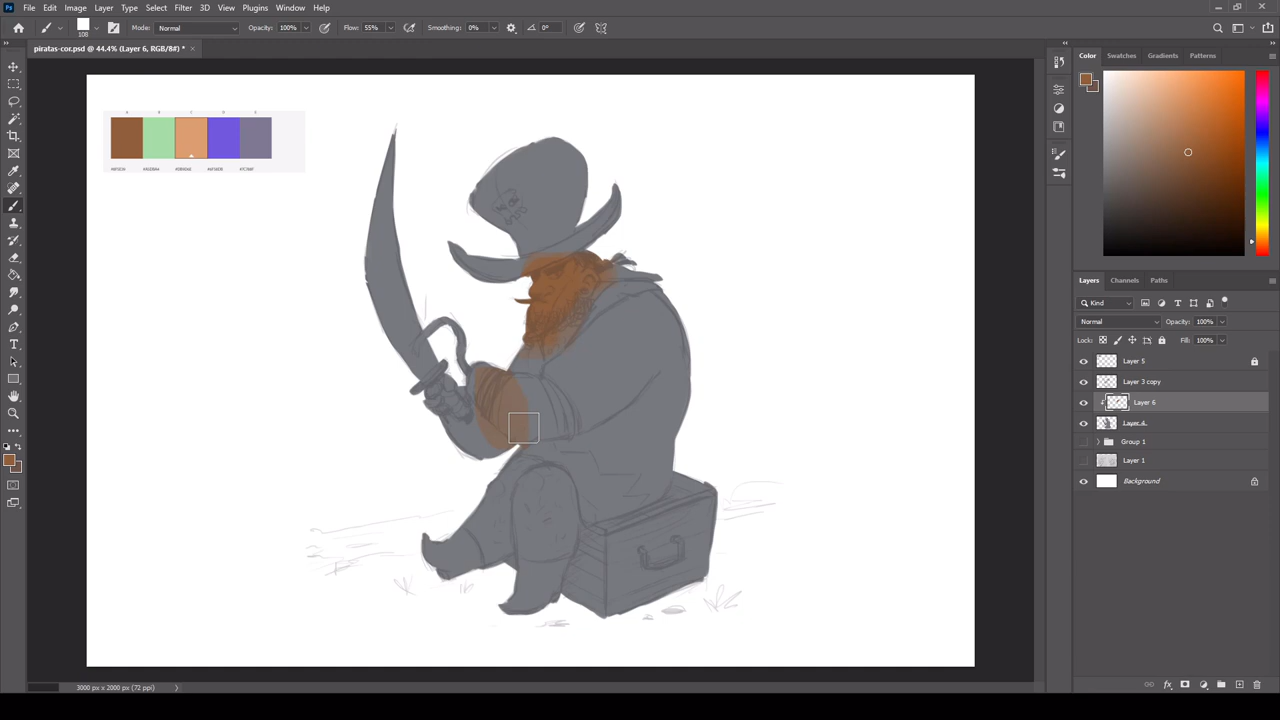 File Edit Image Layer Type Select Filter 3D View Plugins Window Help
108 Mode: Normal Opacity: 100% Flow: 55% Smoothing: 0% 0°
piratas-cor.psd @ 44.4% (Layer 6, RGB/8#) *
Color Swatches Gradients Patterns
A B C D E
Layers Channels Paths
Kind
Normal Opacity: 100%
Lock: Fill: 100%
Layer 5
Layer 3 copy
Layer 6
Layer 4
Group 1
Layer 1
Background
3000 px x 2000 px (72 ppi)